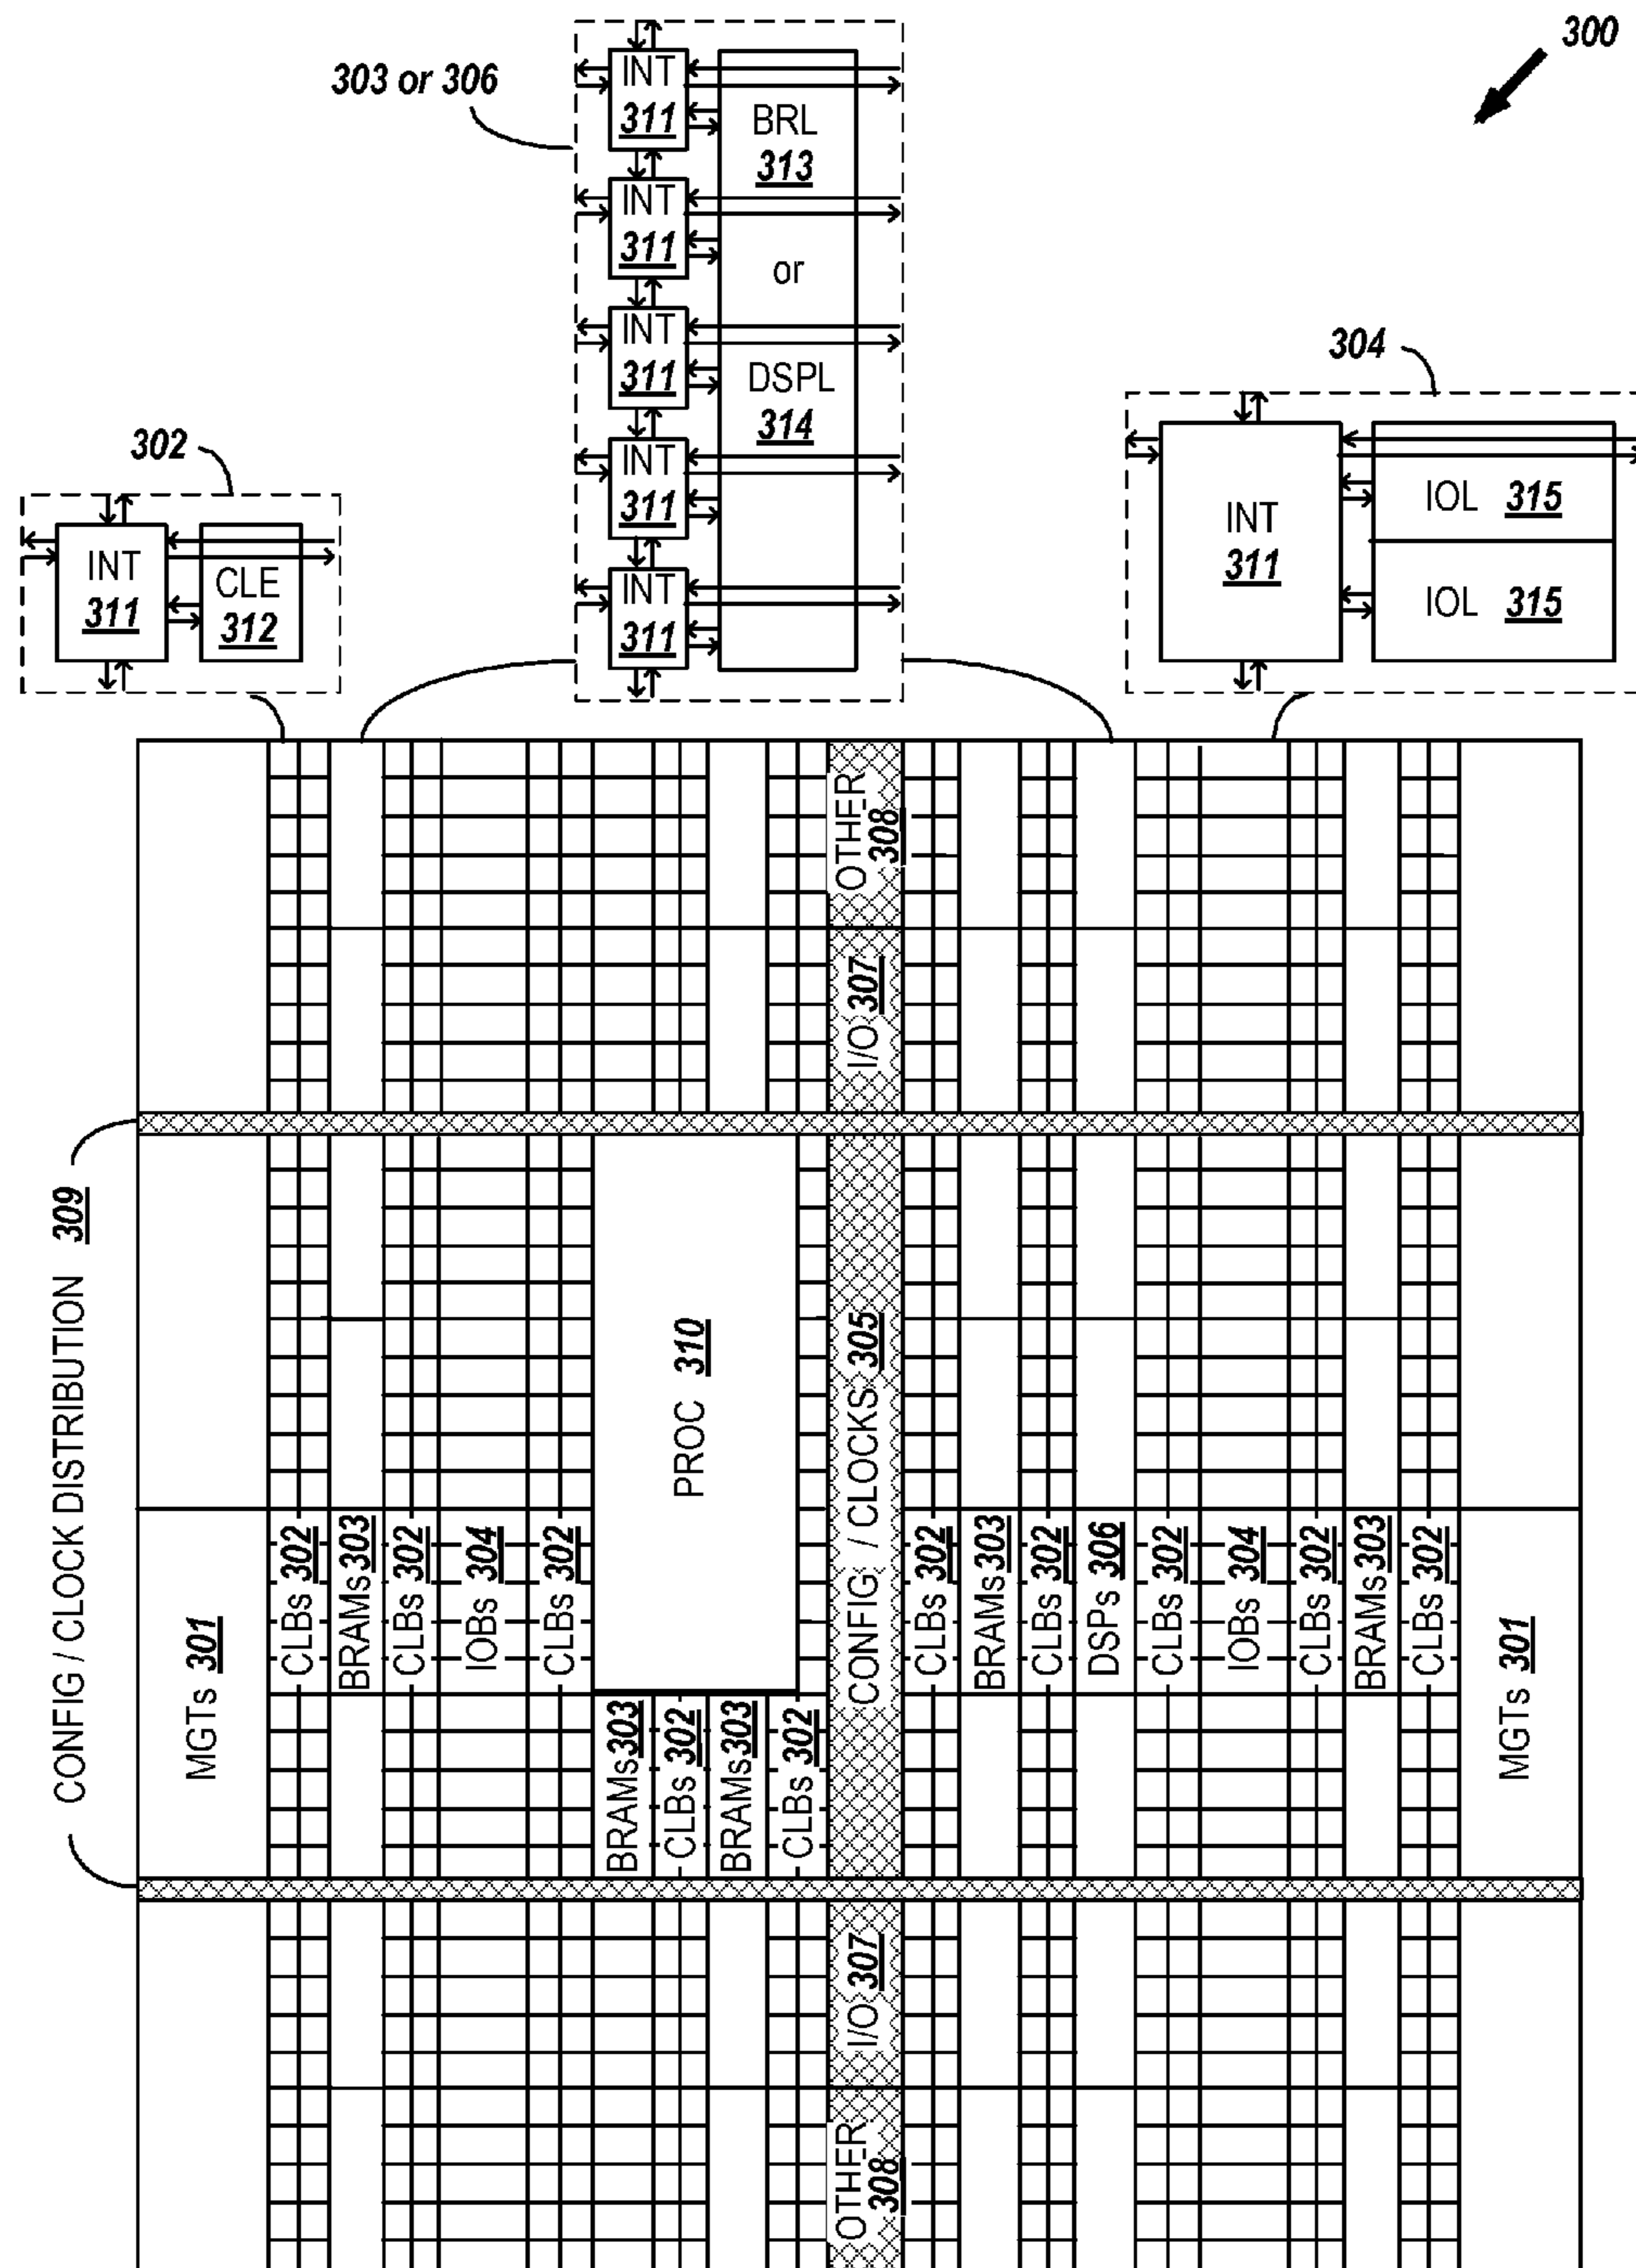 300
303 or 306
INT
311
INT
311
INT
311
INT
311
INT
311
BRL
313
or
DSPL
314
304
INT
311
IOL 315
IOL 315
302
INT
311
CLE
312
OTHER
308
I/O 307
CONFIG / CLOCK DISTRIBUTION 309
PROC 310
CONFIG / CLOCKS 305
MGTs 301
CLBs 302
BRAMs 303
CLBs 302
IOBs 304
CLBs 302
BRAMs 303
CLBs 302
BRAMs 303
CLBs 302
CLBs 302
BRAMs 303
CLBs 302
DSPs 306
CLBs 302
IOBs 304
CLBs 302
BRAMs 303
CLBs 302
MGTs 301
I/O 307
OTHER
308